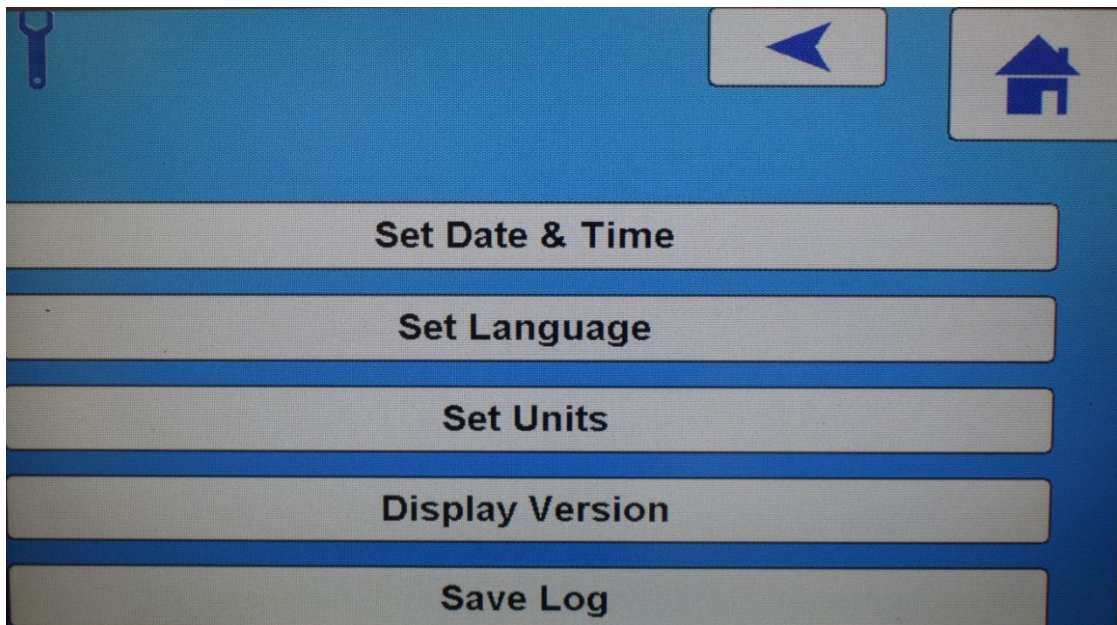 Set Date & Time
Set Language
Set Units
Display Version
Save Log